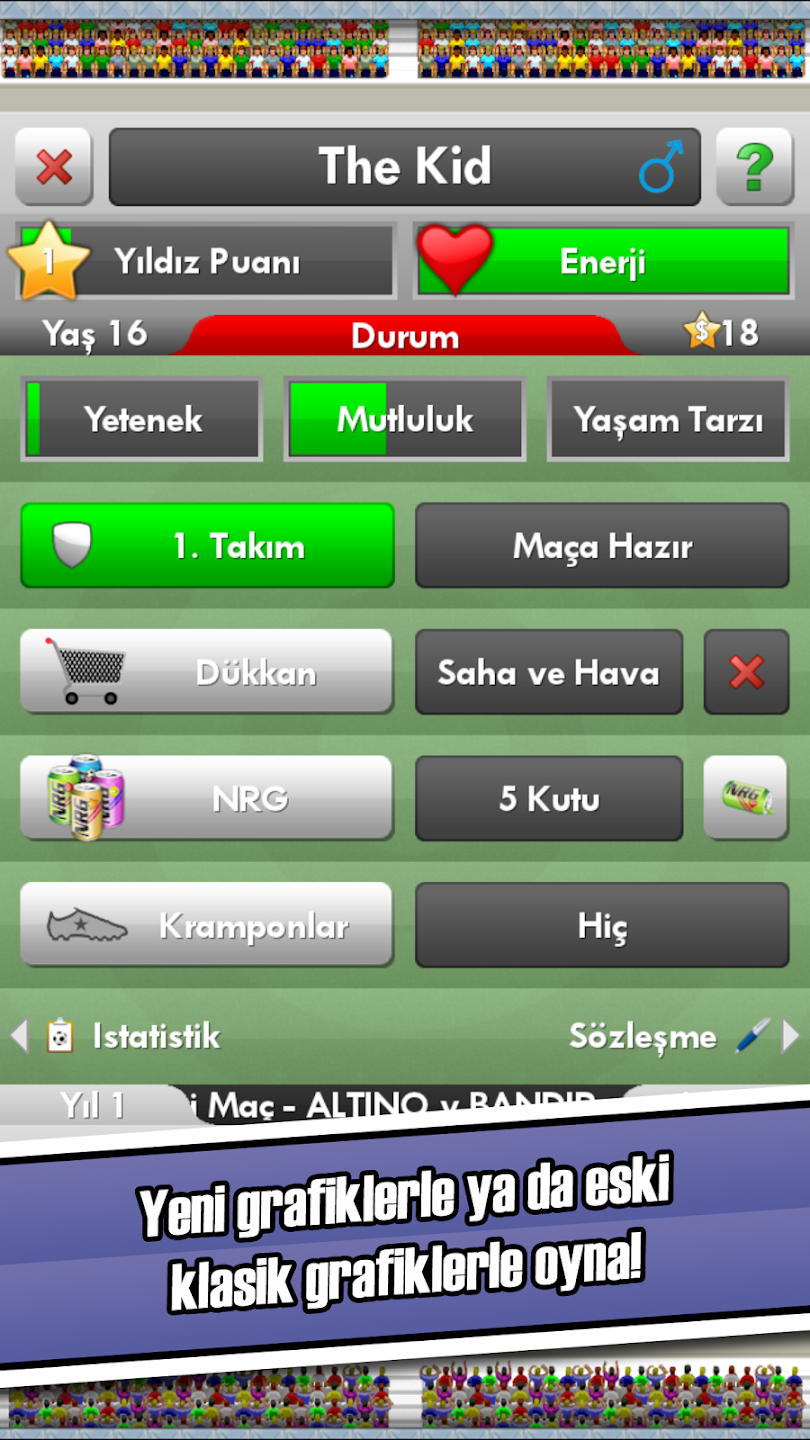 The Kid
?
1 Yıldız Puanı
Enerji
Yaş 16
Durum
$ 18
Yetenek
Mutluluk
Yaşam Tarzı
1. Takım
Maça Hazır
Dükkan
Saha ve Hava
NRG
5 Kutu
NRG
Kramponlar
Hiç
Istatistik
Sözleşme
Yıl 1
i Maç - ALTINO v BANDIR
Yeni grafiklerle ya da eski
klasik grafiklerle oyna!